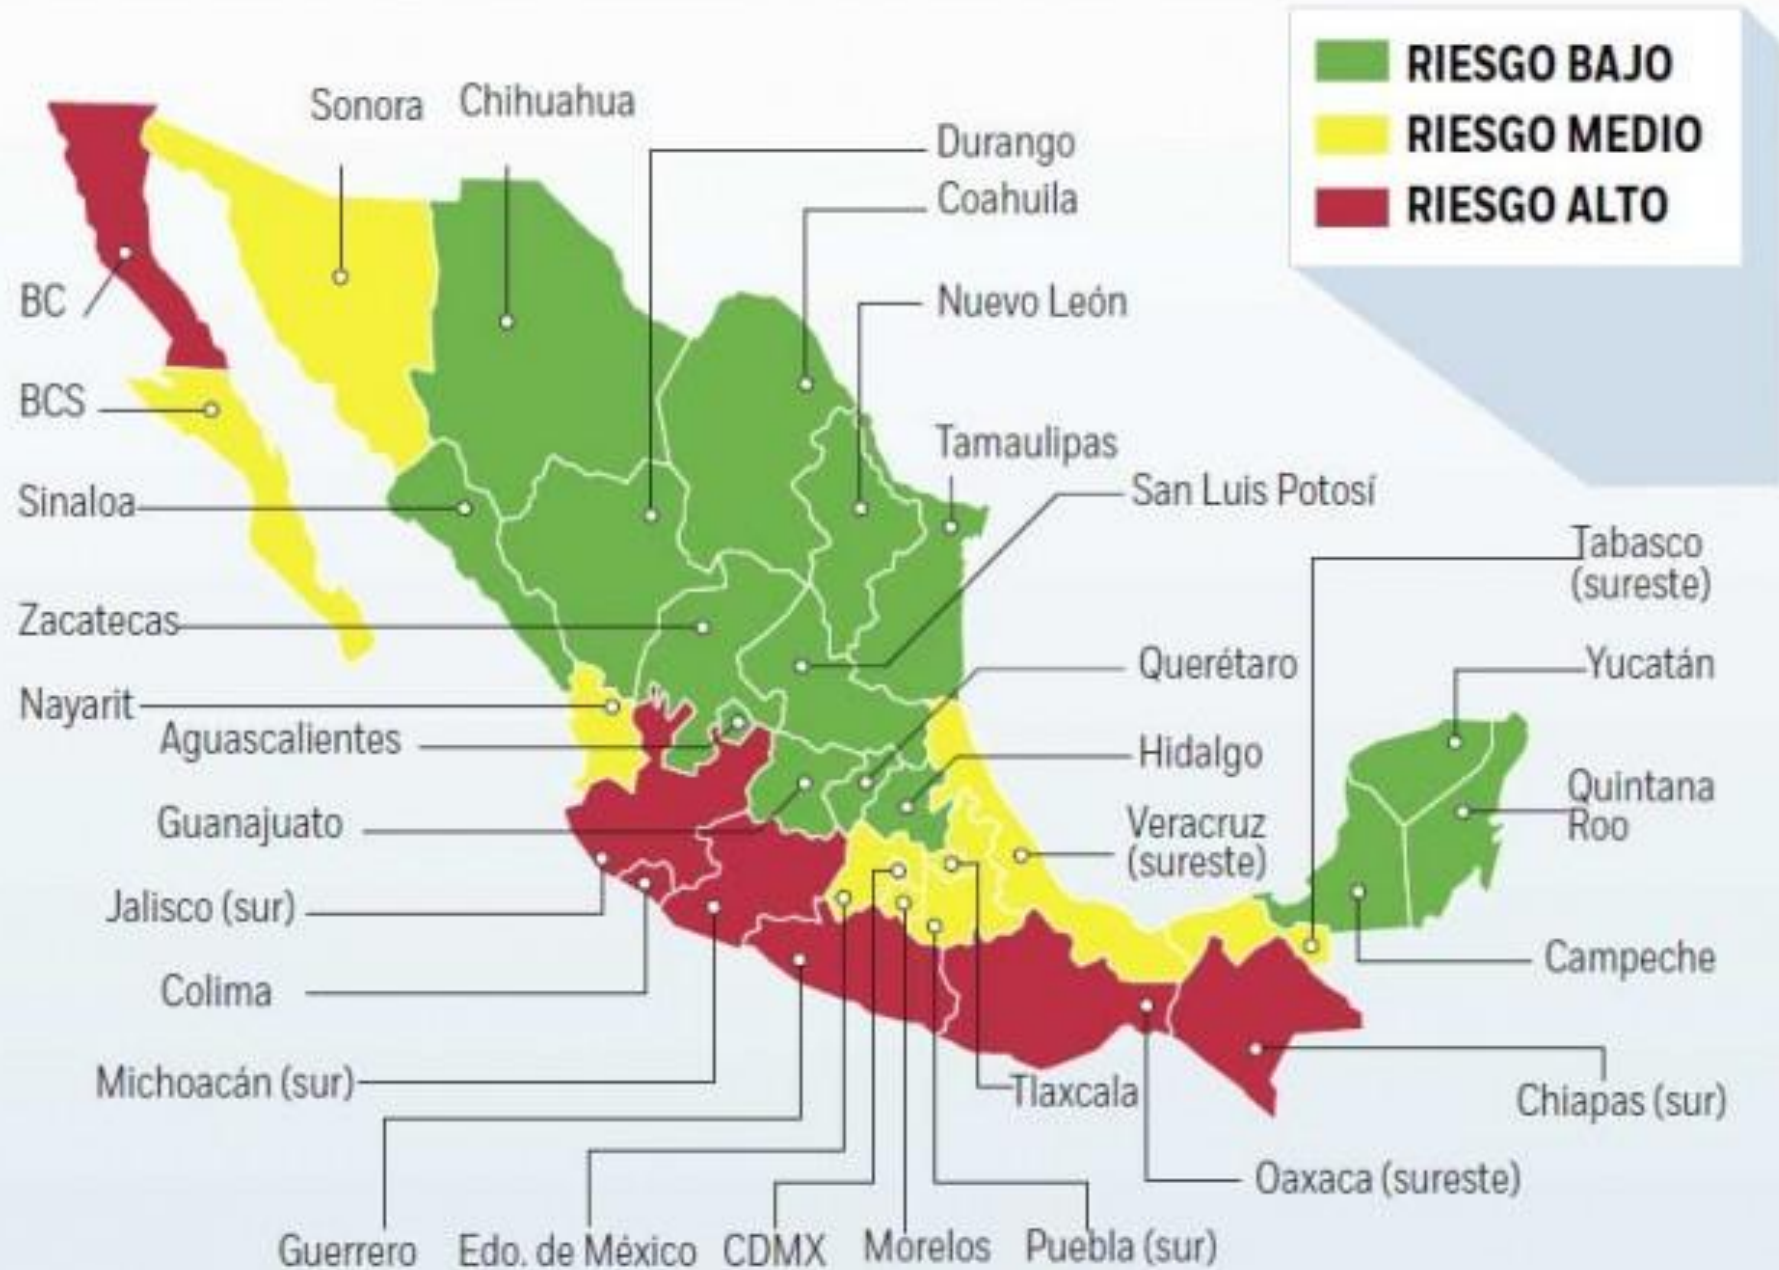 RIESGO BAJO
RIESGO MEDIO
RIESGO ALTO
Sonora
Chihuahua
Durango
Coahuila
Nuevo León
Tamaulipas
San Luis Potosí
Tabasco
(sureste)
Yucatán
Querétaro
Hidalgo
Quintana
Roo
Veracruz
(sureste)
Campeche
Chiapas (sur)
Oaxaca (sureste)
Tlaxcala
BC
BCS
Sinaloa
Zacatecas
Nayarit
Aguascalientes
Guanajuato
Jalisco (sur)
Colima
Michoacán (sur)
Guerrero
Edo. de México
CDMX
Morelos
Puebla (sur)